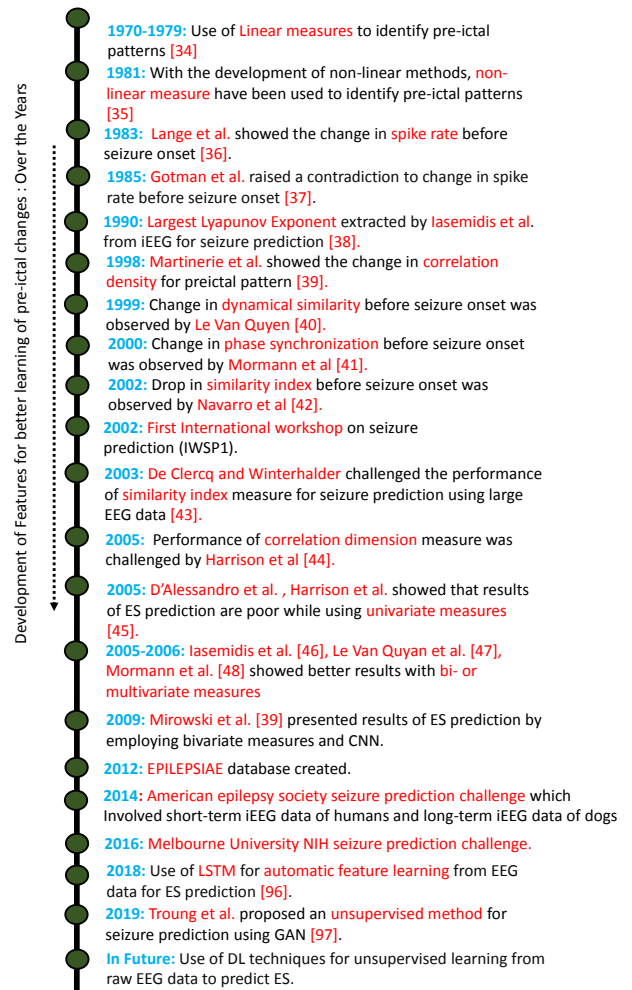 Development of Features for better learning of pre-ictal changes : Over the Years
1970-1979: Use of Linear measures to identify pre-ictal
patterns [34]
1981: With the development of non-linear methods, non-
linear measure have been used to identify pre-ictal patterns
[35]
1983: Lange et al. showed the change in spike rate before
seizure onset [36].
1985: Gotman et al. raised a contradiction to change in spike
rate before seizure onset [37].
1990: Largest Lyapunov Exponent extracted by Iasemidis et al.
from iEEG for seizure prediction [38].
1998: Martinerie et al. showed the change in correlation
density for preictal pattern [39].
1999: Change in dynamical similarity before seizure onset was
observed by Le Van Quyen [40].
2000: Change in phase synchronization before seizure onset
was observed by Mormann et al [41].
2002: Drop in similarity index before seizure onset was
observed by Navarro et al [42].
2002: First International workshop on seizure
prediction (IWSP1).
2003: De Clercq and Winterhalder challenged the performance
of similarity index measure for seizure prediction using large
EEG data [43].
2005: Performance of correlation dimension measure was
challenged by Harrison et al [44].
2005: D'Alessandro et al. , Harrison et al. showed that results
of ES prediction are poor while using univariate measures
[45].
2005-2006: Iasemidis et al. [46], Le Van Quyan et al. [47],
Mormann et al. [48] showed better results with bi- or
multivariate measures
2009: Mirowski et al. [39] presented results of ES prediction by
employing bivariate measures and CNN.
2012: EPILEPSIAE database created.
2014: American epilepsy society seizure prediction challenge which
Involved short-term iEEG data of humans and long-term iEEG data of dogs
2016: Melbourne University NIH seizure prediction challenge.
2018: Use of LSTM for automatic feature learning from EEG
data for ES prediction [96].
2019: Troung et al. proposed an unsupervised method for
seizure prediction using GAN [97].
In Future: Use of DL techniques for unsupervised learning from
raw EEG data to predict ES.